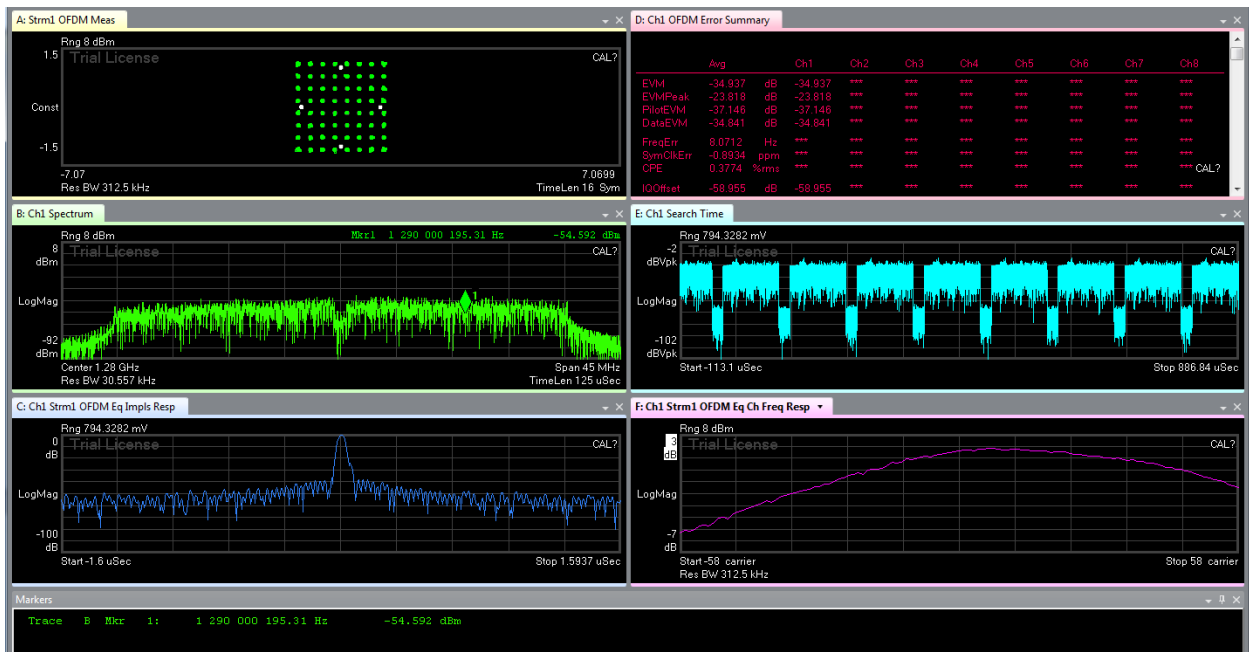 A: Strm1 OFDM Meas
Rng 8 dBm
1.5
Trial License
CAL?
Const
-1.5
-7.07
7.0699
Res BW 312.5 kHz
TimeLen 16 Sym
D: Ch1 OFDM Error Summary
Avg Ch1 Ch2 Ch3 Ch4 Ch5 Ch6 Ch7 Ch8
EVM -34.937 dB -34.937 *** *** *** *** *** *** ***
EVMPeak -23.818 dB -23.818 *** *** *** *** *** *** ***
PilotEVM -37.146 dB -37.146 *** *** *** *** *** *** ***
DataEVM -34.841 dB -34.841 *** *** *** *** *** *** ***
FreqErr 8.0712 Hz *** *** *** *** *** *** *** ***
SymClkErr -0.8934 ppm *** *** *** *** *** *** *** ***
CPE 0.3774 %rms *** *** *** *** *** *** *** *** CAL?
IQOffset -58.955 dB -58.955 *** *** *** *** *** *** ***
B: Ch1 Spectrum
Rng 8 dBm
Mkr1 1 290 000 195.31 Hz -54.592 dBm
8
dBm
Trial License
CAL?
1
LogMag
-92
dBm
Center 1.28 GHz
Span 45 MHz
Res BW 30.557 kHz
TimeLen 125 uSec
E: Ch1 Search Time
Rng 794.3282 mV
-2
dBVpk
Trial License
CAL?
LogMag
-102
dBVpk
Start -113.1 uSec
Stop 886.84 uSec
C: Ch1 Strm1 OFDM Eq Impls Resp
Rng 794.3282 mV
0
dB
Trial License
CAL?
LogMag
-100
dB
Start -1.6 uSec
Stop 1.5937 uSec
F: Ch1 Strm1 OFDM Eq Ch Freq Resp
Rng 8 dBm
3
dB
Trial License
CAL?
LogMag
-7
dB
Start -58 carrier
Stop 58 carrier
Res BW 312.5 kHz
Markers
Trace B Mkr 1: 1 290 000 195.31 Hz -54.592 dBm